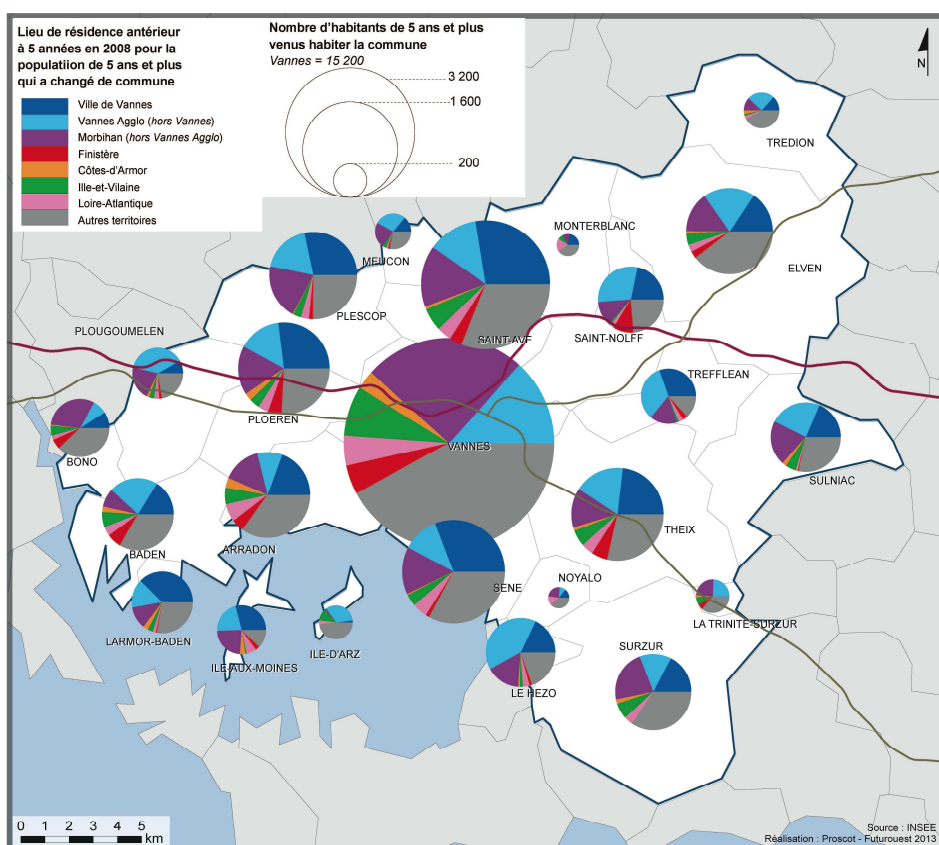 Lieu de résidence antérieur
à 5 années en 2008 pour la
populatiion de 5 ans et plus
qui a changé de commune
Ville de Vannes
Vannes Agglo (hors Vannes)
Morbihan (hors Vannes Agglo)
Finistère
Côtes-d'Armor
Ille-et-Vilaine
Loire-Atlantique
Autres territoires
Nombre d'habitants de 5 ans et plus
venus habiter la commune
Vannes = 15 200
3 200
1 600
200
N
TREDION
MONTERBLANC
MEUCON
ELVEN
PLESCOP
SAINT-AVE
SAINT-NOLFF
PLOUGOUMELEN
TREFFLEAN
PLOEREN
VANNES
BONO
SULNIAC
BADEN
ARRADON
THEIX
SENE
NOYALO
LA TRINITE-SURZUR
LARMOR-BADEN
ILE-AUX-MOINES
ILE-D'ARZ
SURZUR
LE HEZO
0 1 2 3 4 5
km
Source : INSEE
Réalisation : Proscot - Futurouest 2013